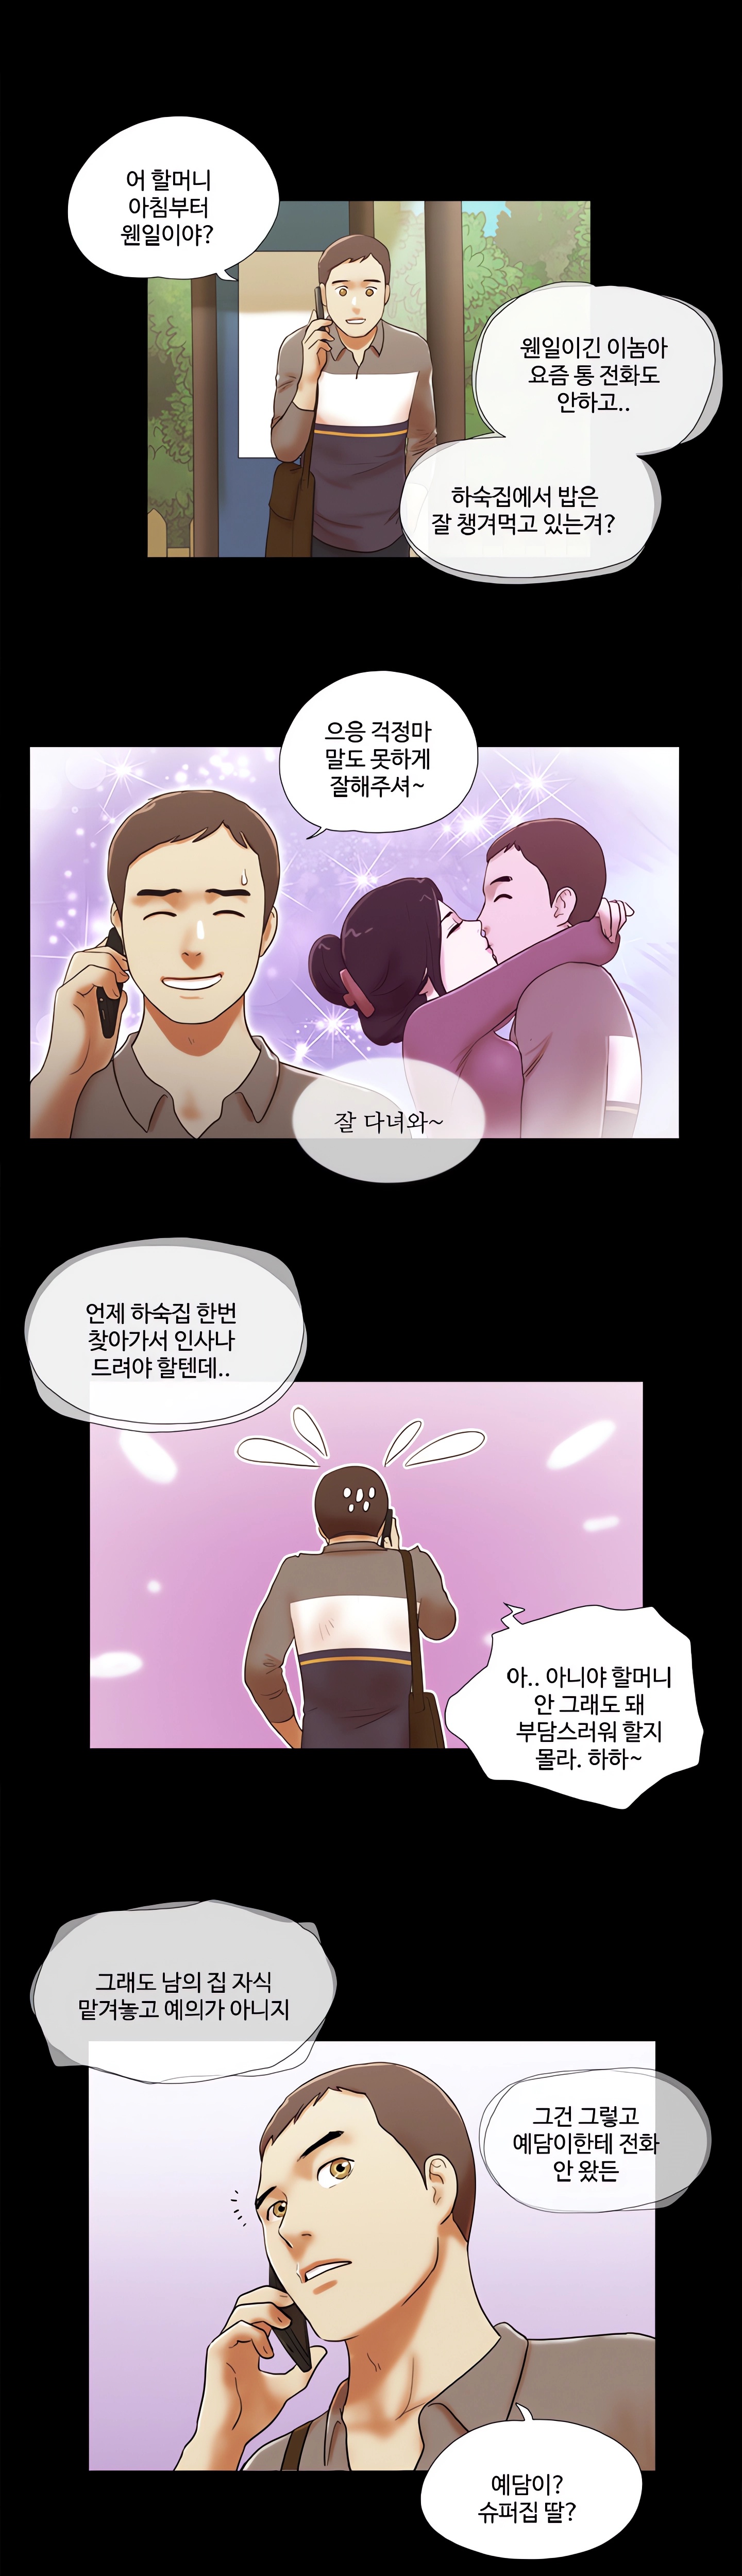 어 할머니
아침부터
웬일이야?
웬일이긴 이놈아
요즘 통 전화도
안하고..
하숙집에서 밥은
잘 챙겨먹고 있는겨?
으응 걱정마
말도 못하게
잘해주셔~
잘 다녀와~
언제 하숙집 한번
찾아가서 인사나
드려야 할텐데..
아.. 아니야 할머니
안 그래도 돼
부담스러워 할지
몰라. 하하~
그래도 남의 집 자식
맡겨놓고 예의가 아니지
그건 그렇고
예담이한테 전화
안 왔든
예담이?
슈퍼집 딸?